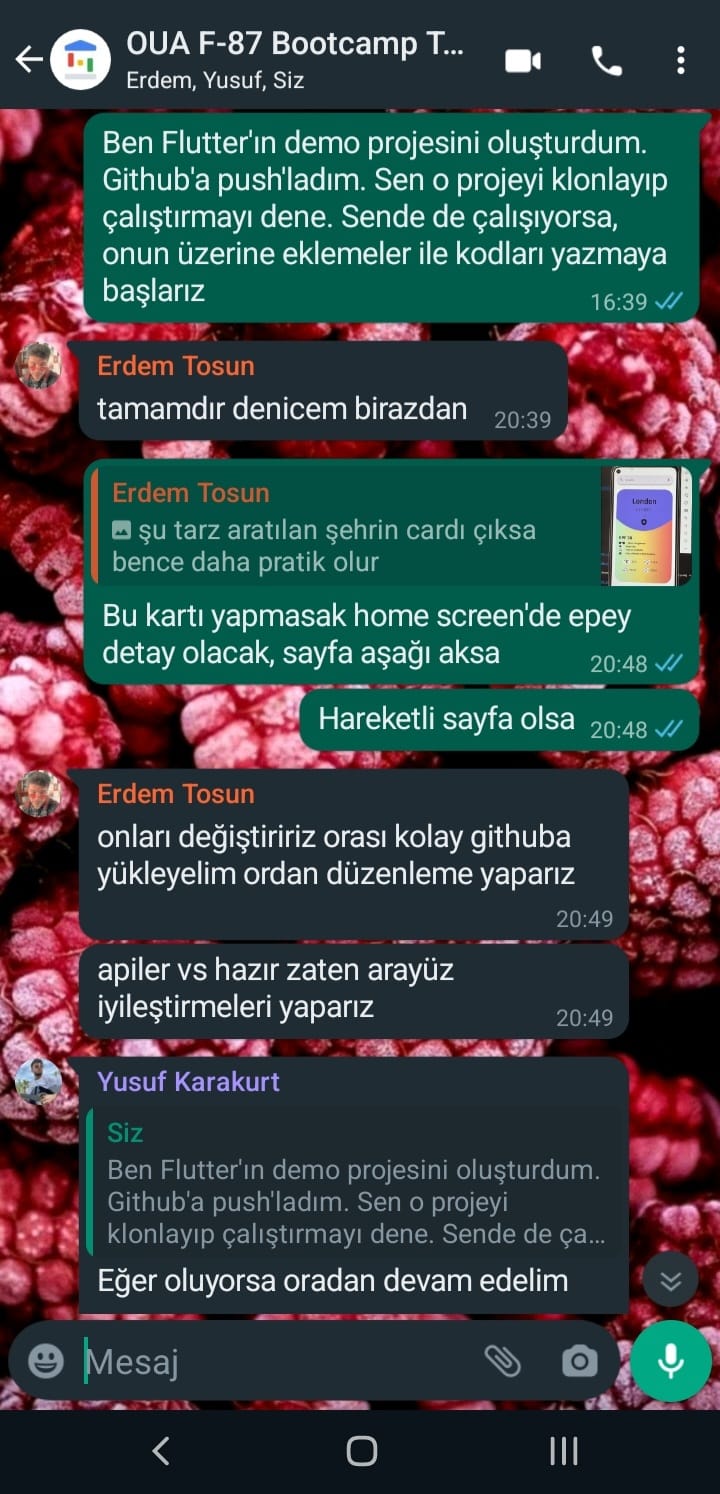 OUA F-87 Bootcamp T...
Erdem, Yusuf, Siz
Ben Flutter'ın demo projesini oluşturdum.
Github'a push'ladım. Sen o projeyi klonlayıp
çalıştırmayı dene. Sende de çalışıyorsa,
onun üzerine eklemeler ile kodları yazmaya
başlarız
16:39
Erdem Tosun
tamamdır denicem birazdan
20:39
Erdem Tosun
şu tarz aratılan şehrin cardı çıksa
bence daha pratik olur
London
Bu kartı yapmasak home screen'de epey
detay olacak, sayfa aşağı aksa
20:48
Hareketli sayfa olsa
20:48
Erdem Tosun
onları değiştiririz orası kolay githuba
yükleyelim ordan düzenleme yaparız
20:49
apiler vs hazır zaten arayüz
iyileştirmeleri yaparız
20:49
Yusuf Karakurt
Siz
Ben Flutter'ın demo projesini oluşturdum.
Github'a push'ladım. Sen o projeyi
klonlayıp çalıştırmayı dene. Sende de ça...
Eğer oluyorsa oradan devam edelim
Mesaj